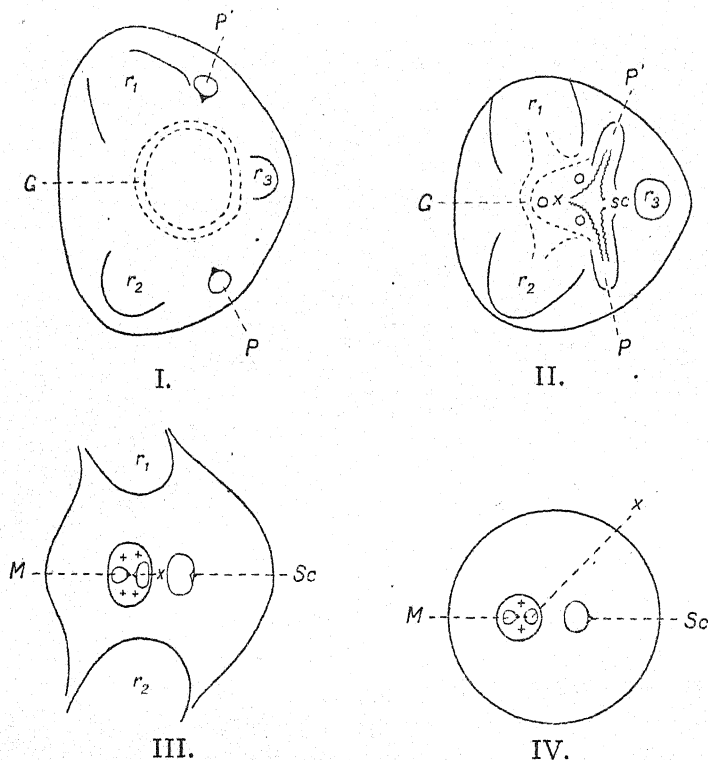 P'
r1
G
r3
r2
P
I.
P'
r1
G
x
sc
r3
r2
P
II.
r1
M
x
Sc
r2
III.
x
M
Sc
IV.